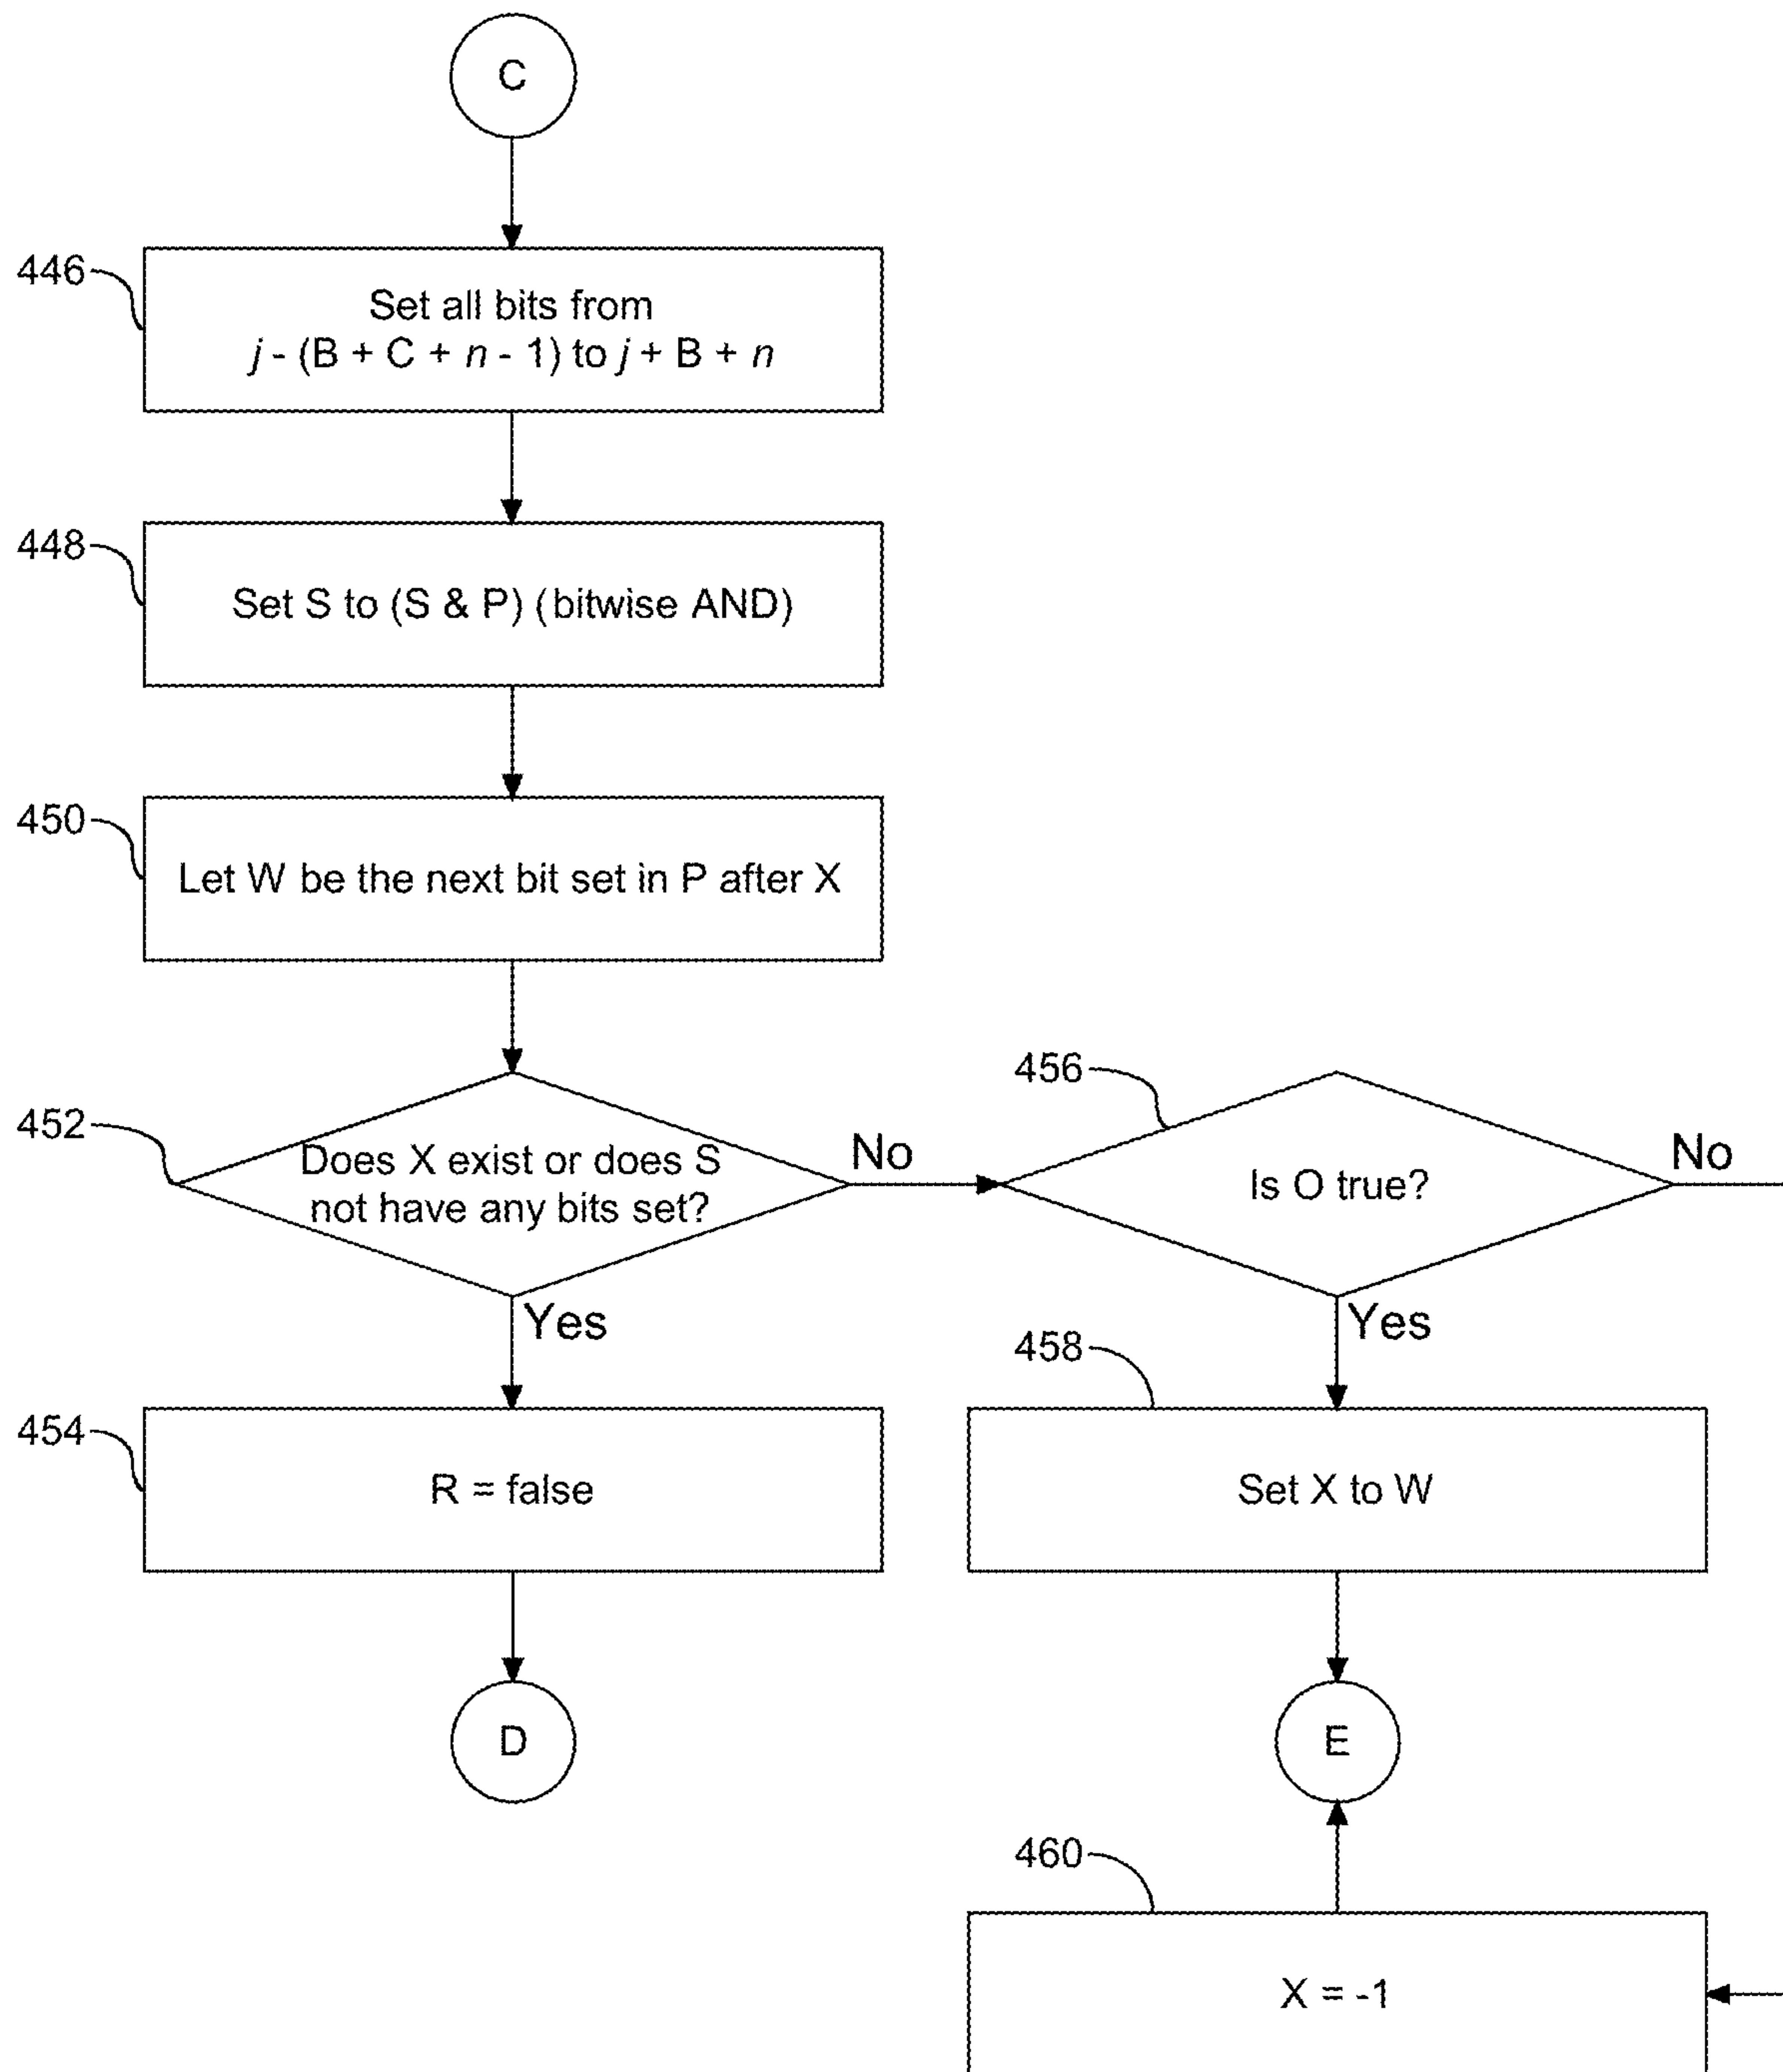 C
446
Set all bits from
j - (B + C + n - 1) to j + B + n
448
Set S to (S & P) (bitwise AND)
450
Let W be the next bit set in P after X
452
Does X exist or does S
not have any bits set?
No
Yes
456
Is O true?
No
Yes
454
R = false
458
Set X to W
D
E
460
X = -1